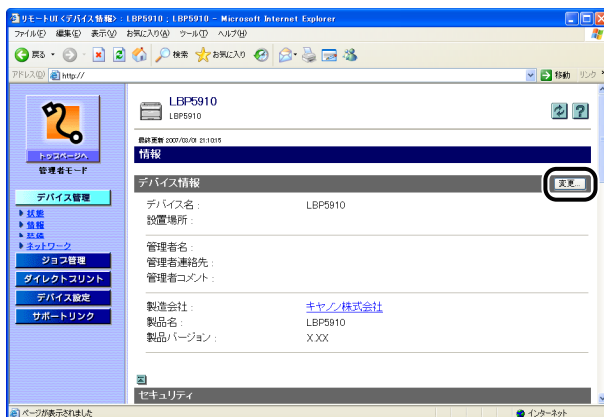 リモートUI <デバイス情報> : LBP5910 : LBP5910 - Microsoft Internet Explorer
ファイル(F) 編集(E) 表示(V) お気に入り(A) ツール(T) ヘルプ(H)
戻る 検索 お気に入り
アドレス(D) http:// 移動 リンク
LBP5910
LBP5910
最終更新 2007/03/01 21:10:15
トップページへ
管理者モード
情報
デバイス情報 変更...
デバイス管理
状態
情報
ネットワーク
ジョブ管理
ダイレクトプリント
デバイス設定
サポートリンク
デバイス名 : LBP5910
設置場所 :
管理者名 :
管理者連絡先 :
管理者コメント :
製造会社 : キヤノン株式会社
製品名 : LBP5910
製品バージョン : X.XX
セキュリティ
ページが表示されました インターネット